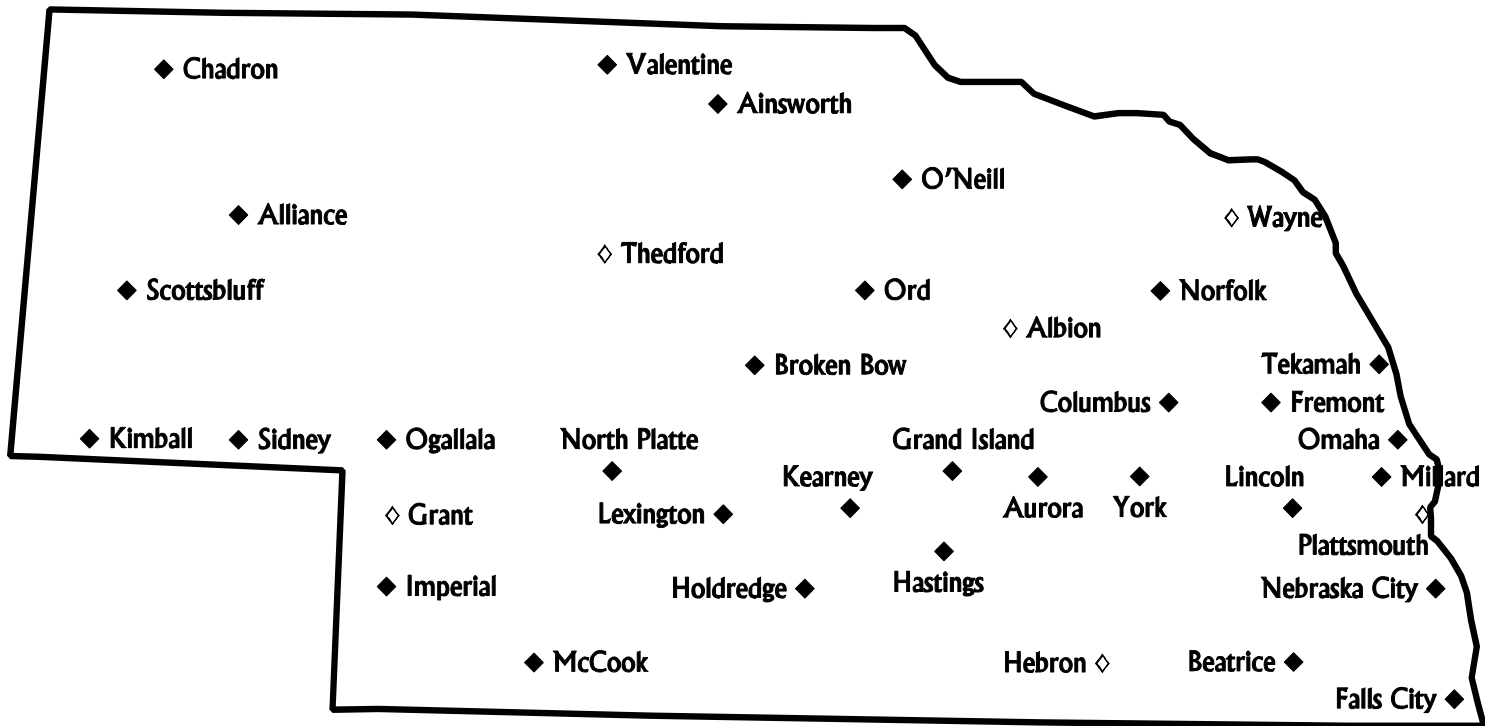 Chadron
Valentine
Ainsworth
O'Neill
Alliance
Wayne
Thedford
Scottsbluff
Ord
Norfolk
Albion
Broken Bow
Tekamah
Columbus
Fremont
Kimball
Sidney
Ogallala
North Platte
Grand Island
Omaha
Kearney
Lincoln
Millard
Grant
Lexington
Aurora
York
Plattsmouth
Imperial
Holdredge
Hastings
Nebraska City
McCook
Hebron
Beatrice
Falls City